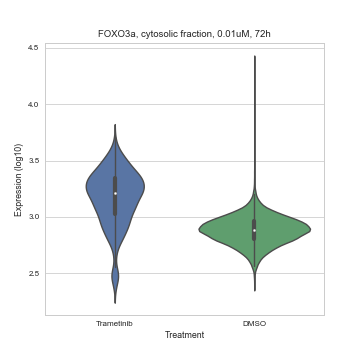 FOXO3a, cytosolic fraction, 0.01uM, 72h
4.5
4.0
3.5
3.0
2.5
Expression (log10)
Trametinib
DMSO
Treatment